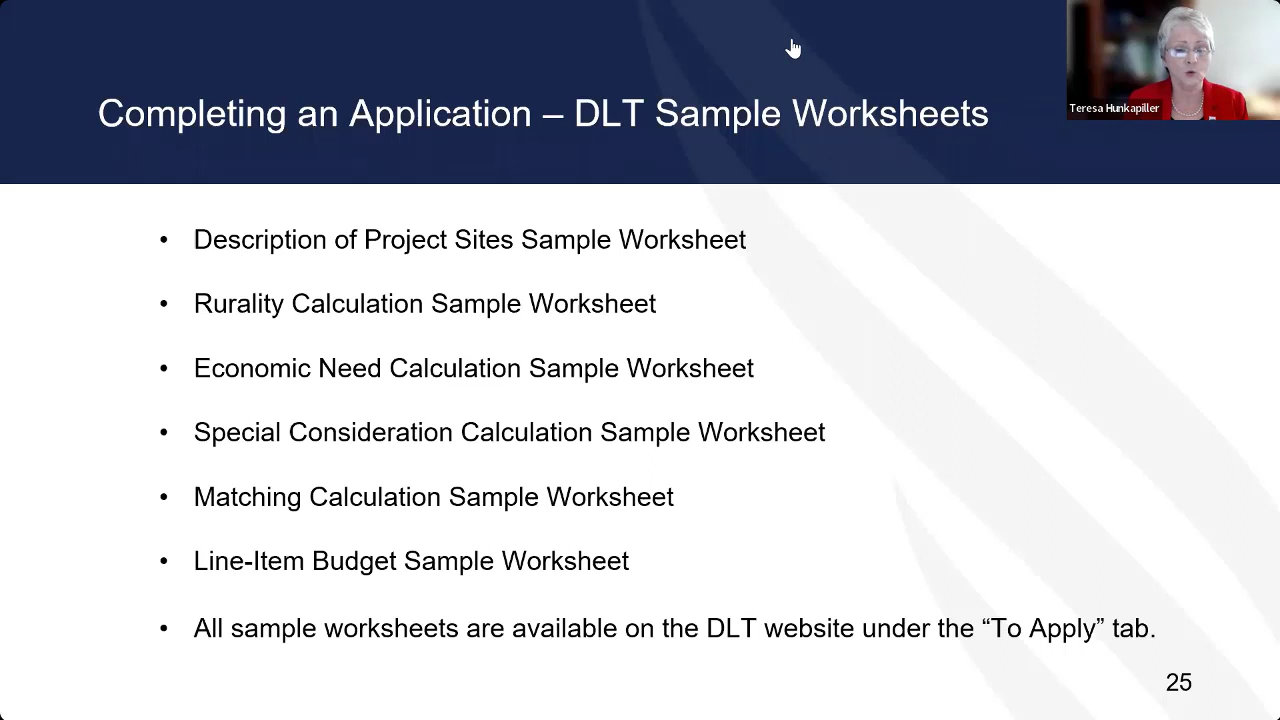 Teresa Hunkapiller
Completing an Application – DLT Sample Worksheets
• Description of Project Sites Sample Worksheet
• Rurality Calculation Sample Worksheet
• Economic Need Calculation Sample Worksheet
• Special Consideration Calculation Sample Worksheet
• Matching Calculation Sample Worksheet
• Line-Item Budget Sample Worksheet
• All sample worksheets are available on the DLT website under the “To Apply” tab.
25